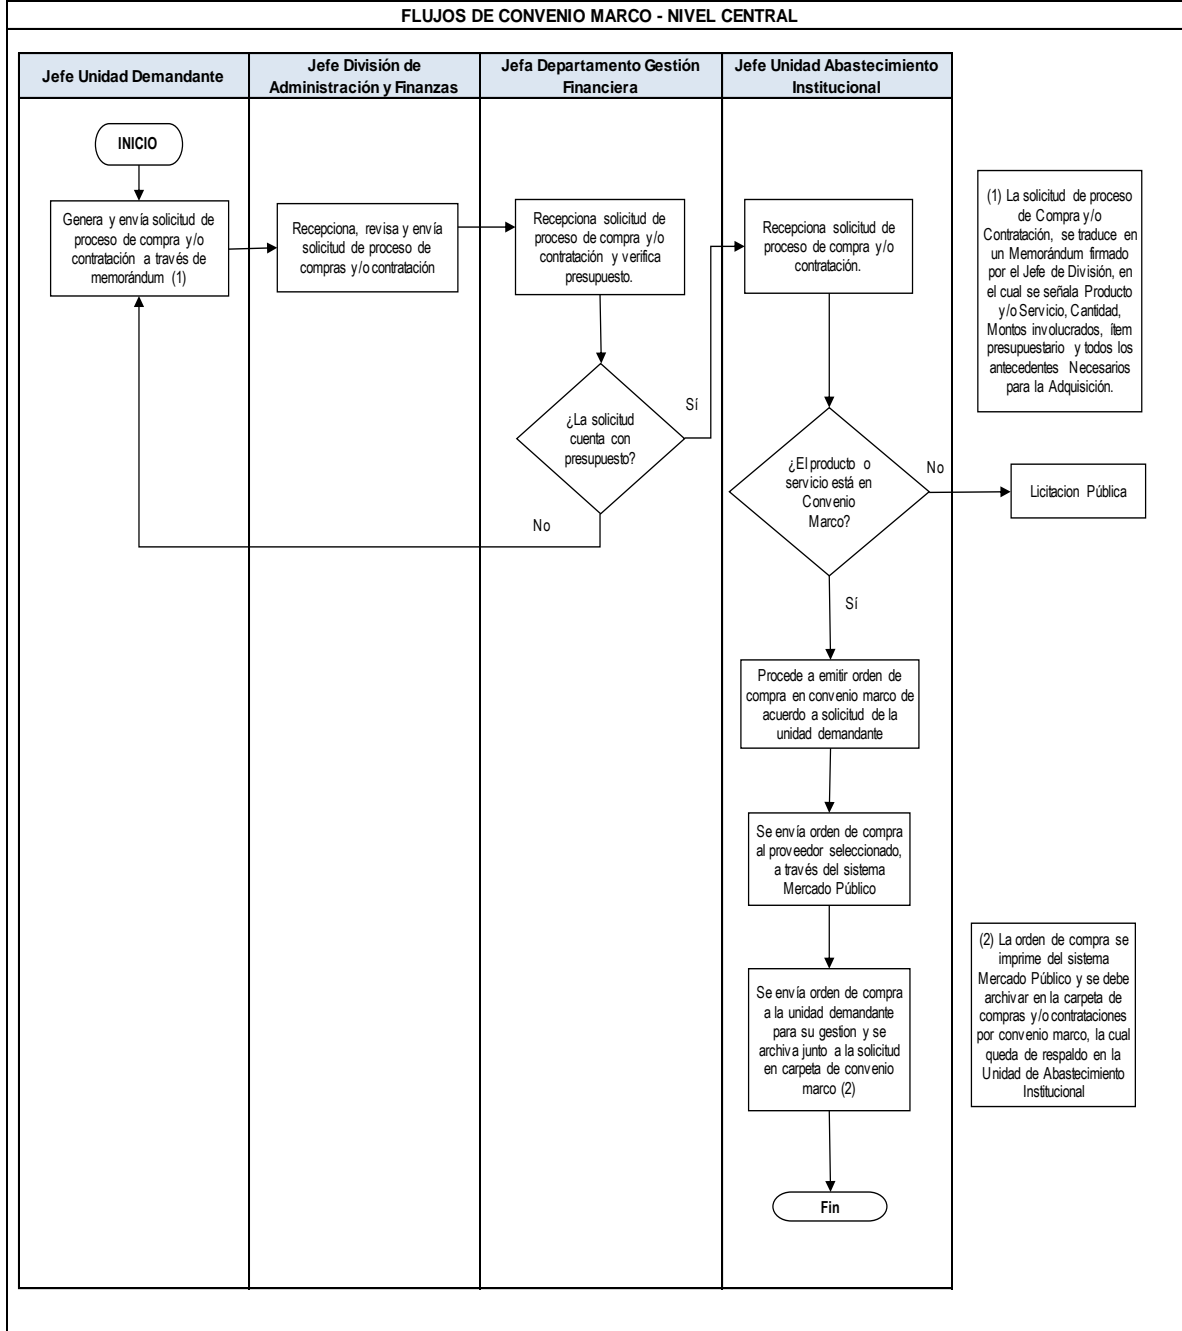 FLUJOS DE CONVENIO MARCO - NIVEL CENTRAL
Jefe Unidad Demandante
Jefe División de
Administración y Finanzas
Jefa Departamento Gestión
Financiera
Jefe Unidad Abastecimiento
Institucional
INICIO
Genera y envía solicitud de
proceso de compra y/o
contratación a través de
memorándum (1)
Recepciona, revisa y envía
solicitud de proceso de
compras y/o contratación
Recepciona solicitud de
proceso de compra y/o
contratación y verifica
presupuesto.
Recepciona solicitud de
proceso de compra y/o
contratación.
(1) La solicitud de proceso
de Compra y/o
Contratación, se traduce en
un Memorándum firmado
por el Jefe de División, en
el cual se señala Producto
y/o Servicio, Cantidad,
Montos involucrados, ítem
presupuestario y todos los
antecedentes Necesarios
para la Adquisición.
¿La solicitud
cuenta con
presupuesto?
Sí
No
¿El producto o
servicio está en
Convenio
Marco?
No
Licitacion Pública
Sí
Procede a emitir orden de
compra en convenio marco de
acuerdo a solicitud de la
unidad demandante
Se envía orden de compra
al proveedor seleccionado,
a través del sistema
Mercado Público
Se envía orden de compra
a la unidad demandante
para su gestion y se
archiva junto a la solicitud
en carpeta de convenio
marco (2)
(2) La orden de compra se
imprime del sistema
Mercado Público y se debe
archivar en la carpeta de
compras y/o contrataciones
por convenio marco, la cual
queda de respaldo en la
Unidad de Abastecimiento
Institucional
Fin